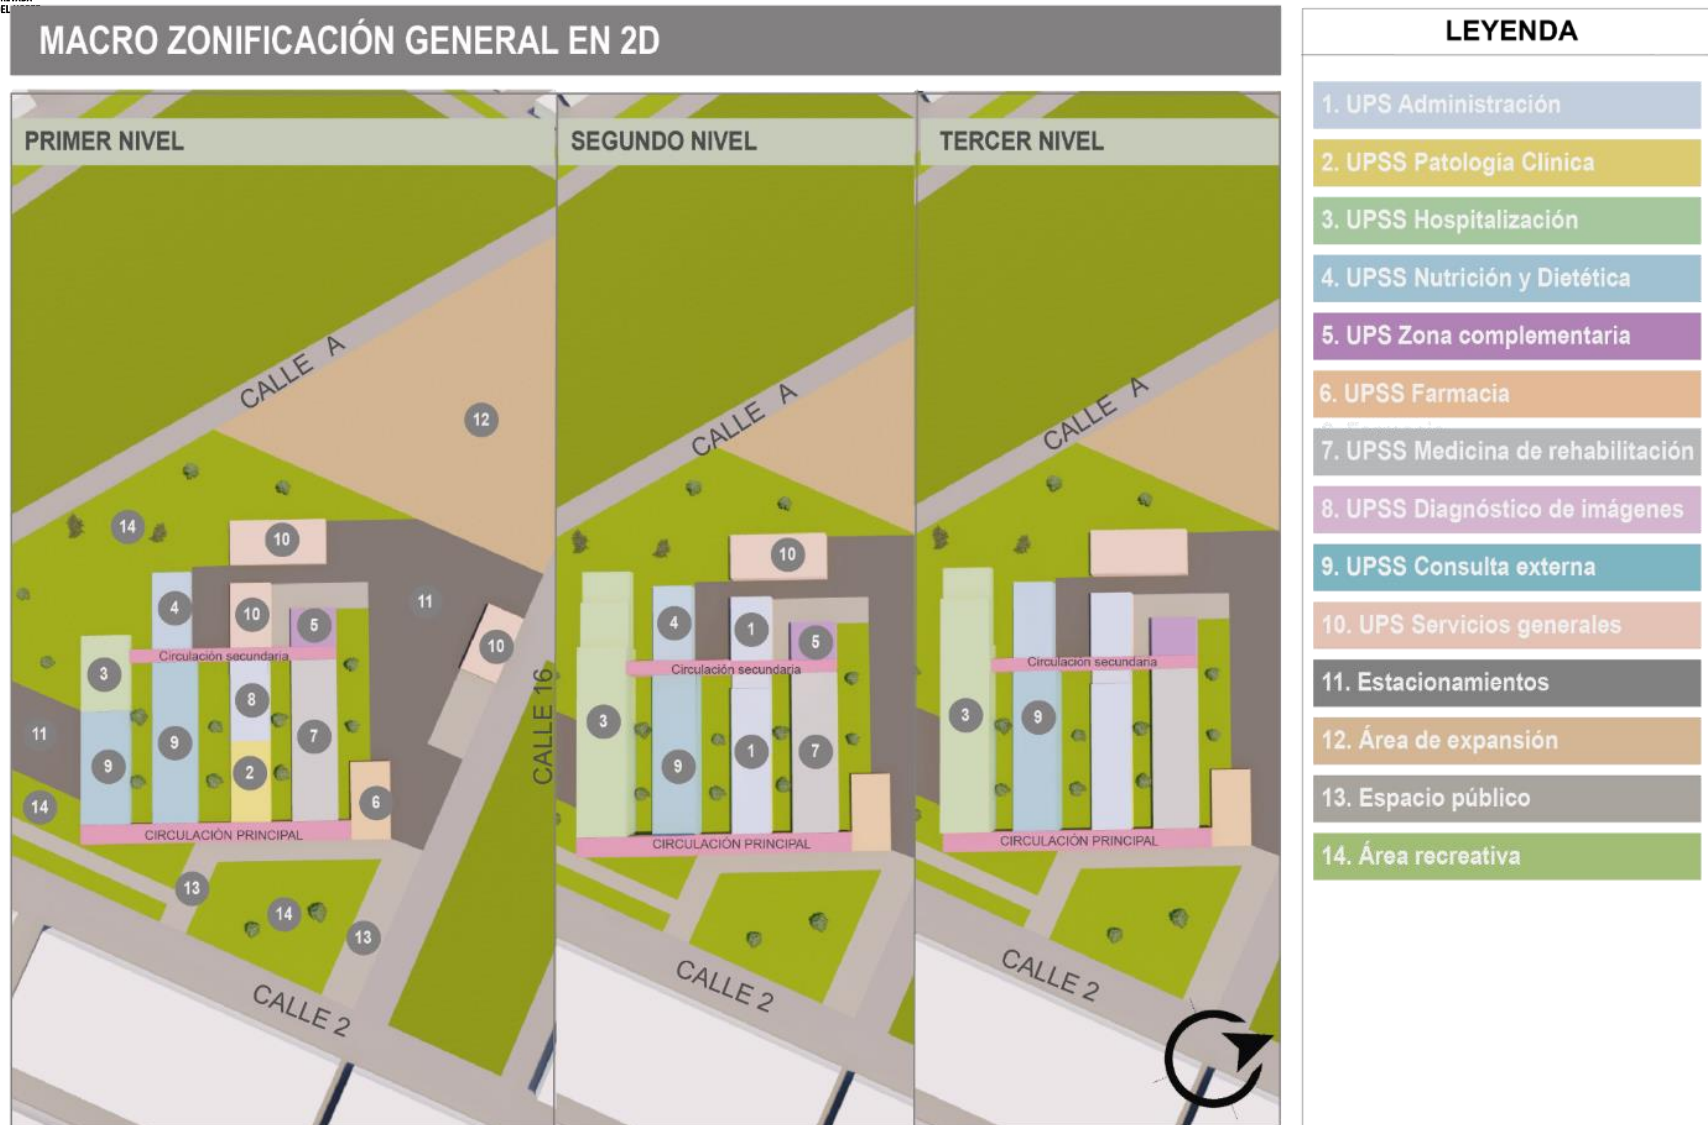 MACRO ZONIFICACIÓN GENERAL EN 2D
PRIMER NIVEL
CALLE A
12
14
10
4
10
5
11
10
Circulación secundaria
3
8
11
9
7
CALLE 16
9
2
14
6
CIRCULACIÓN PRINCIPAL
13
14
13
CALLE 2
SEGUNDO NIVEL
CALLE A
10
4
1
5
Circulación secundaria
3
9
1
7
CIRCULACIÓN PRINCIPAL
CALLE 2
TERCER NIVEL
CALLE A
Circulación secundaria
3
9
CIRCULACIÓN PRINCIPAL
CALLE 2
LEYENDA
1. UPS Administración
2. UPSS Patología Clínica
3. UPSS Hospitalización
4. UPSS Nutrición y Dietética
5. UPS Zona complementaria
6. UPSS Farmacia
7. UPSS Medicina de rehabilitación
8. UPSS Diagnóstico de imágenes
9. UPSS Consulta externa
10. UPS Servicios generales
11. Estacionamientos
12. Área de expansión
13. Espacio público
14. Área recreativa